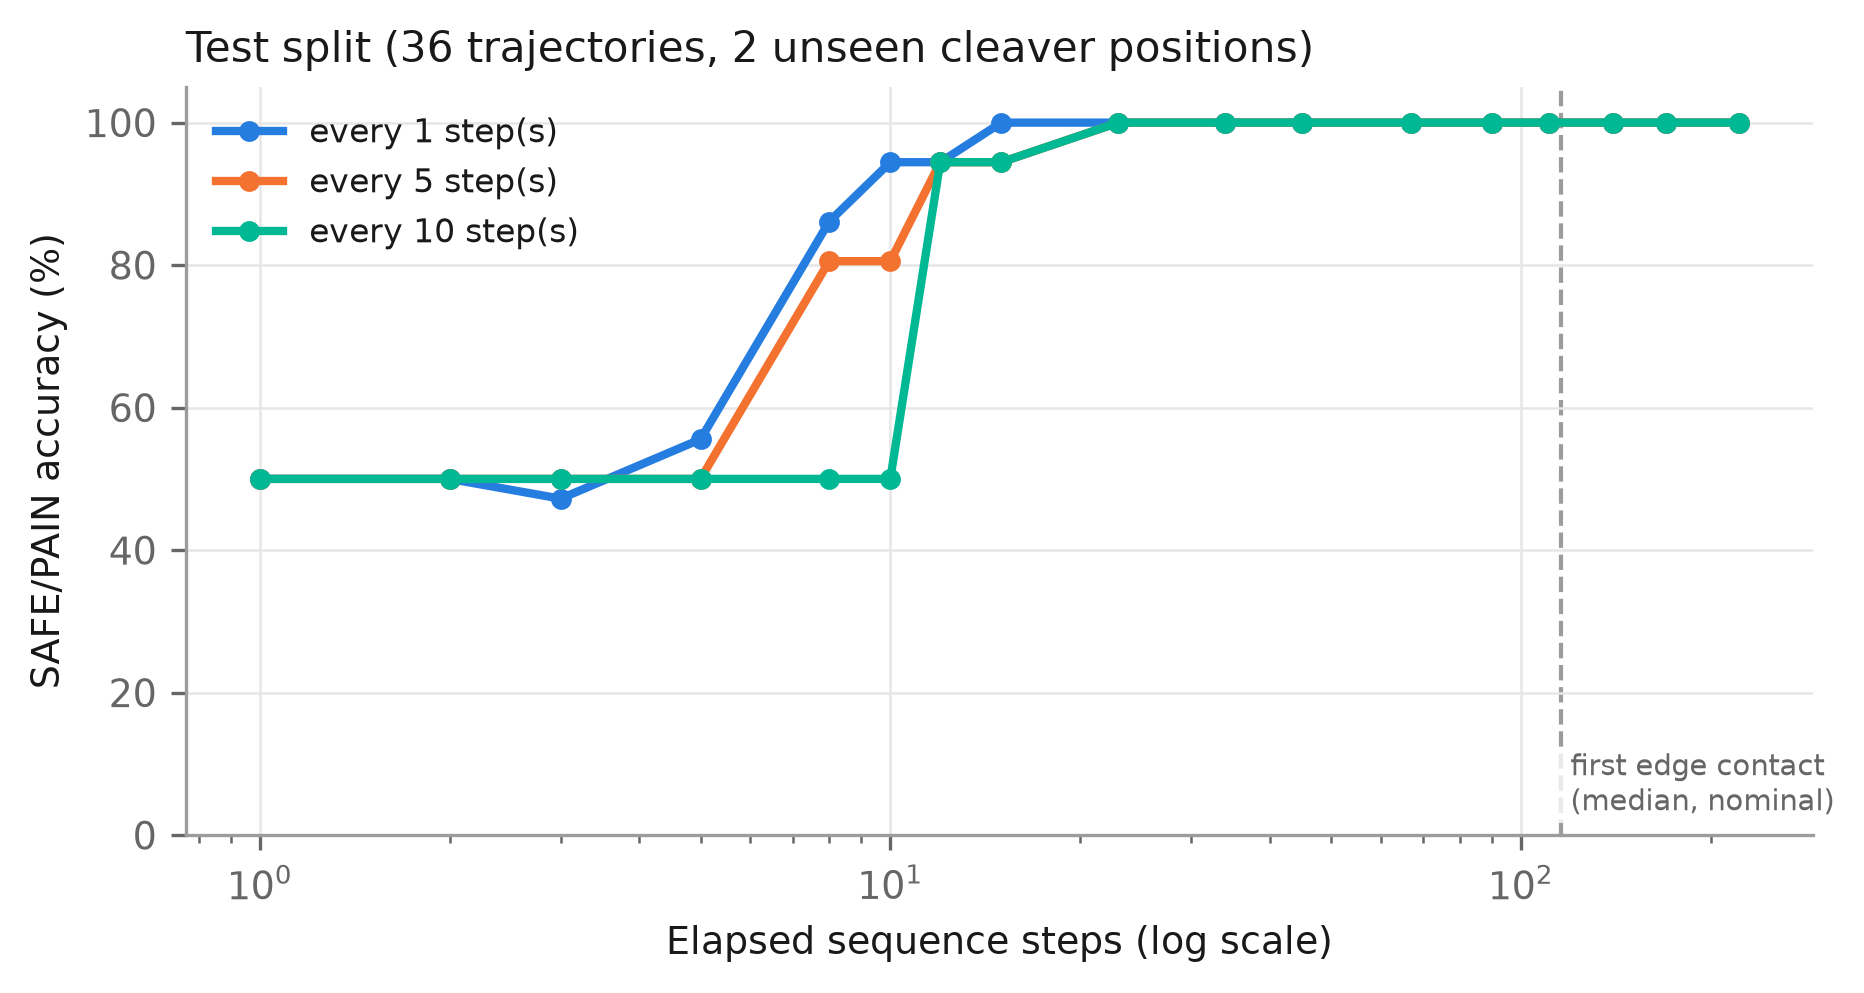 Test split (36 trajectories, 2 unseen cleaver positions)
every 1 step(s)
every 5 step(s)
every 10 step(s)
SAFE/PAIN accuracy (%)
100
80
60
40
20
0
first edge contact
(median, nominal)
10⁰
10¹
10²
Elapsed sequence steps (log scale)